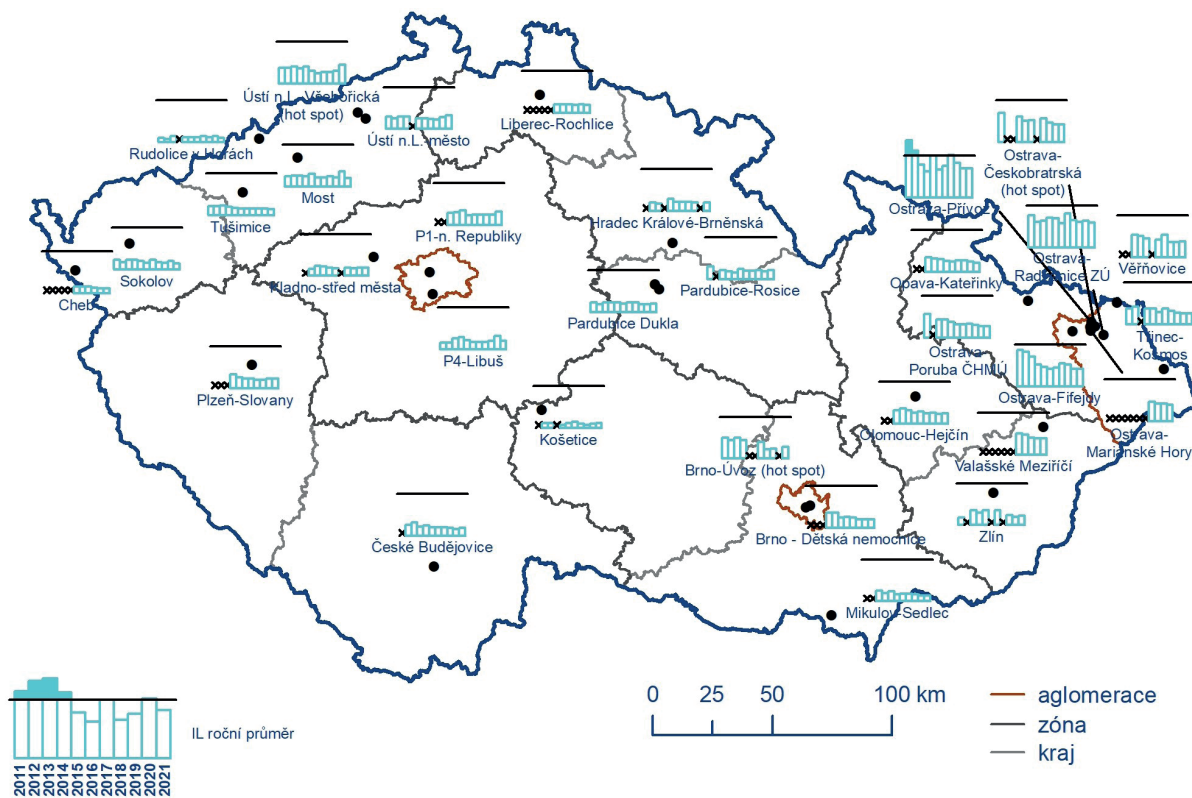 Ústí n.L.-Všebořická
(hot spot)
Ústí n.L.-město
Liberec-Rochlice
Rudolice v Horách
Most
Tušimice
Sokolov
Cheb
P1-n. Republiky
Kladno-střed města
P4-Libuš
Hradec Králové-Brněnská
Pardubice-Rosice
Pardubice Dukla
Plzeň-Slovany
Košetice
České Budějovice
Ostrava-
Českobratrská
(hot spot)
Ostrava-Přívoz
Ostrava-
Radvanice ZÚ
Věřňovice
Opava-Kateřinky
Ostrava
Poruba ČHMÚ
Třinec-
Kosmos
Ostrava-Fifejdy
Ostrava-
Mariánské Hory
Olomouc-Hejčín
Valašské Meziříčí
Brno-Úvoz (hot spot)
Brno - Dětská nemocnice
Zlín
Mikulov-Sedlec
IL roční průměr
2011 2012 2013 2014 2015 2016 2017 2018 2019 2020 2021
0 25 50 100 km
aglomerace
zóna
kraj